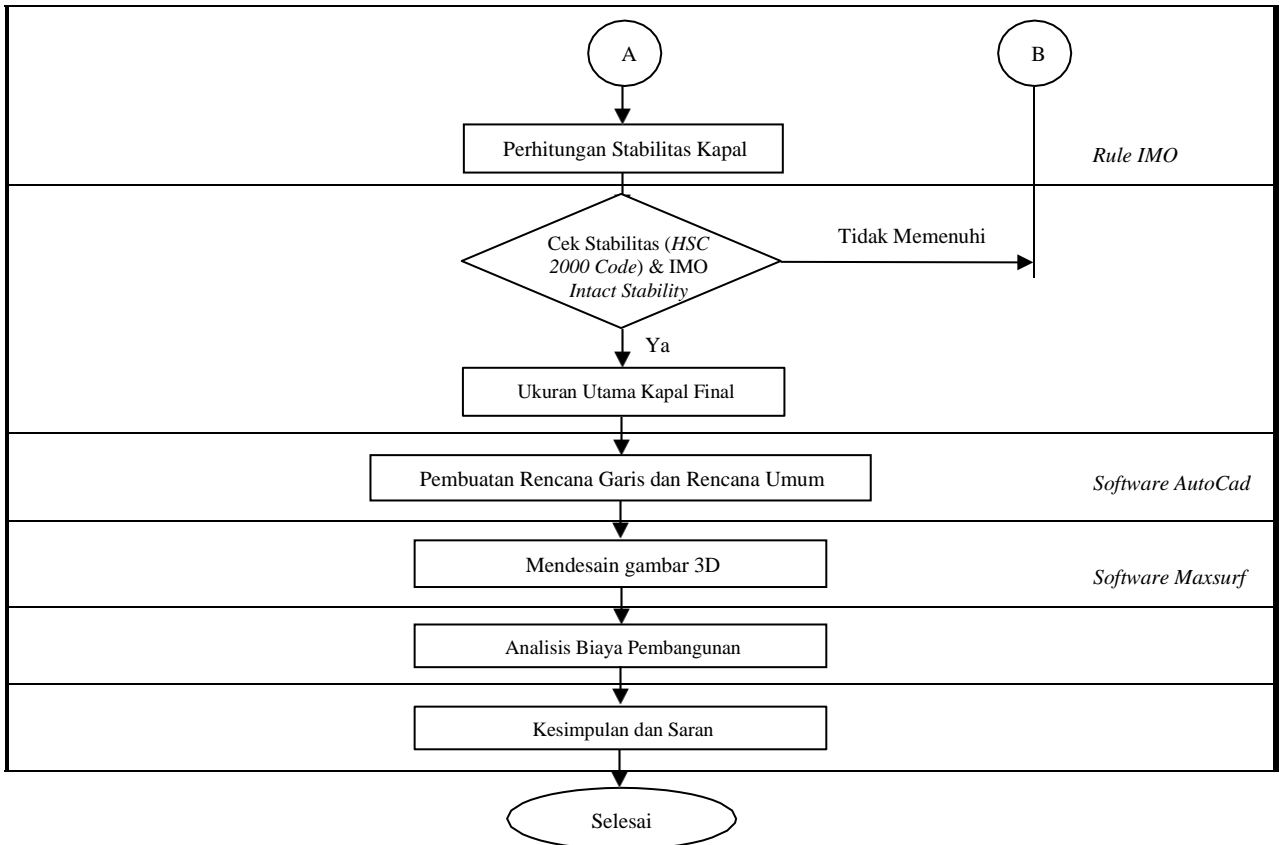 A
B
Perhitungan Stabilitas Kapal
Rule IMO
Cek Stabilitas (HSC
2000 Code) & IMO
Intact Stability
Tidak Memenuhi
Ya
Ukuran Utama Kapal Final
Pembuatan Rencana Garis dan Rencana Umum
Software AutoCad
Mendesain gambar 3D
Software Maxsurf
Analisis Biaya Pembangunan
Kesimpulan dan Saran
Selesai